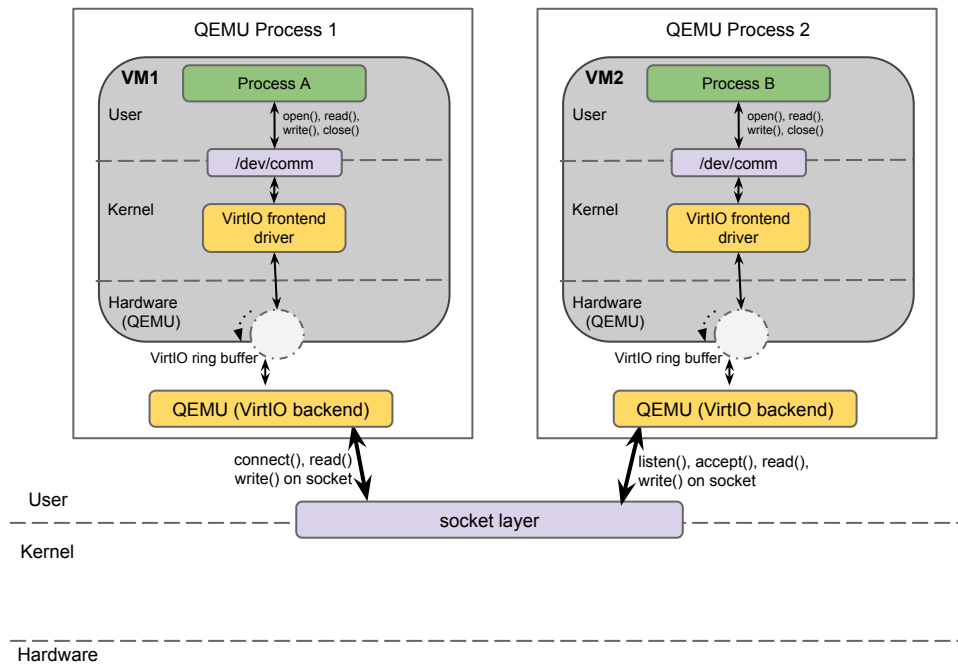 QEMU Process 1
VM1
Process A
User
open(), read(),
write(), close()
/dev/comm
Kernel
VirtIO frontend
driver
Hardware
(QEMU)
VirtIO ring buffer
QEMU (VirtIO backend)
connect(), read()
write() on socket
QEMU Process 2
VM2
Process B
User
open(), read(),
write(), close()
/dev/comm
Kernel
VirtIO frontend
driver
Hardware
(QEMU)
VirtIO ring buffer
QEMU (VirtIO backend)
listen(), accept(), read(),
write() on socket
User
socket layer
Kernel
Hardware